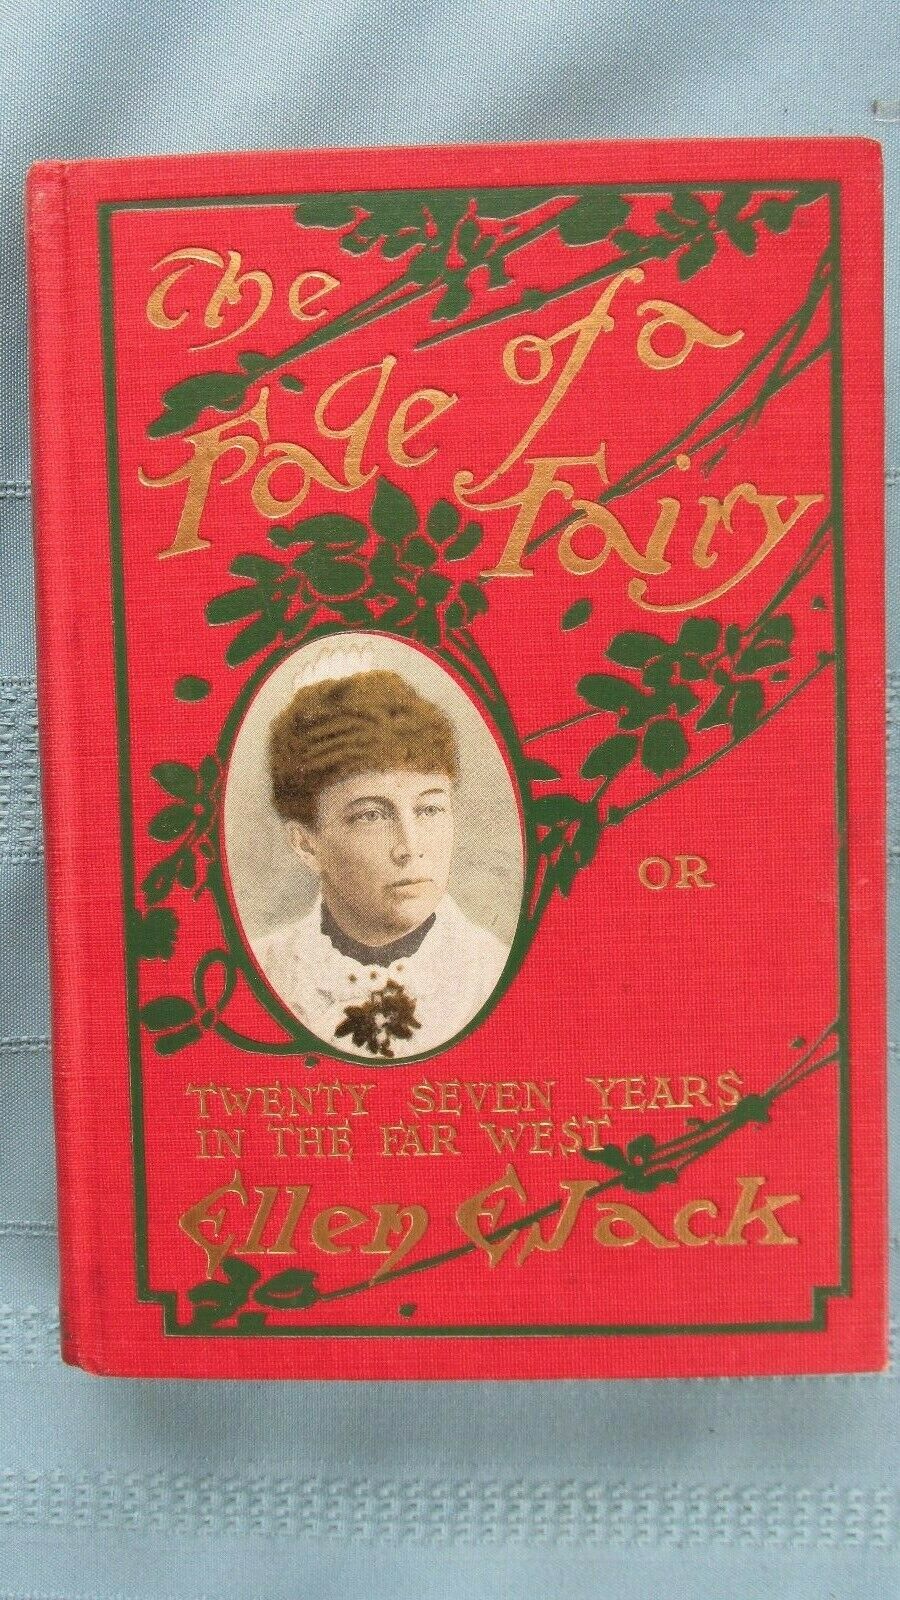 The
Fate of a
Fairy
OR
TWENTY SEVEN YEARS
IN THE FAR WEST
Ellen E. Jack